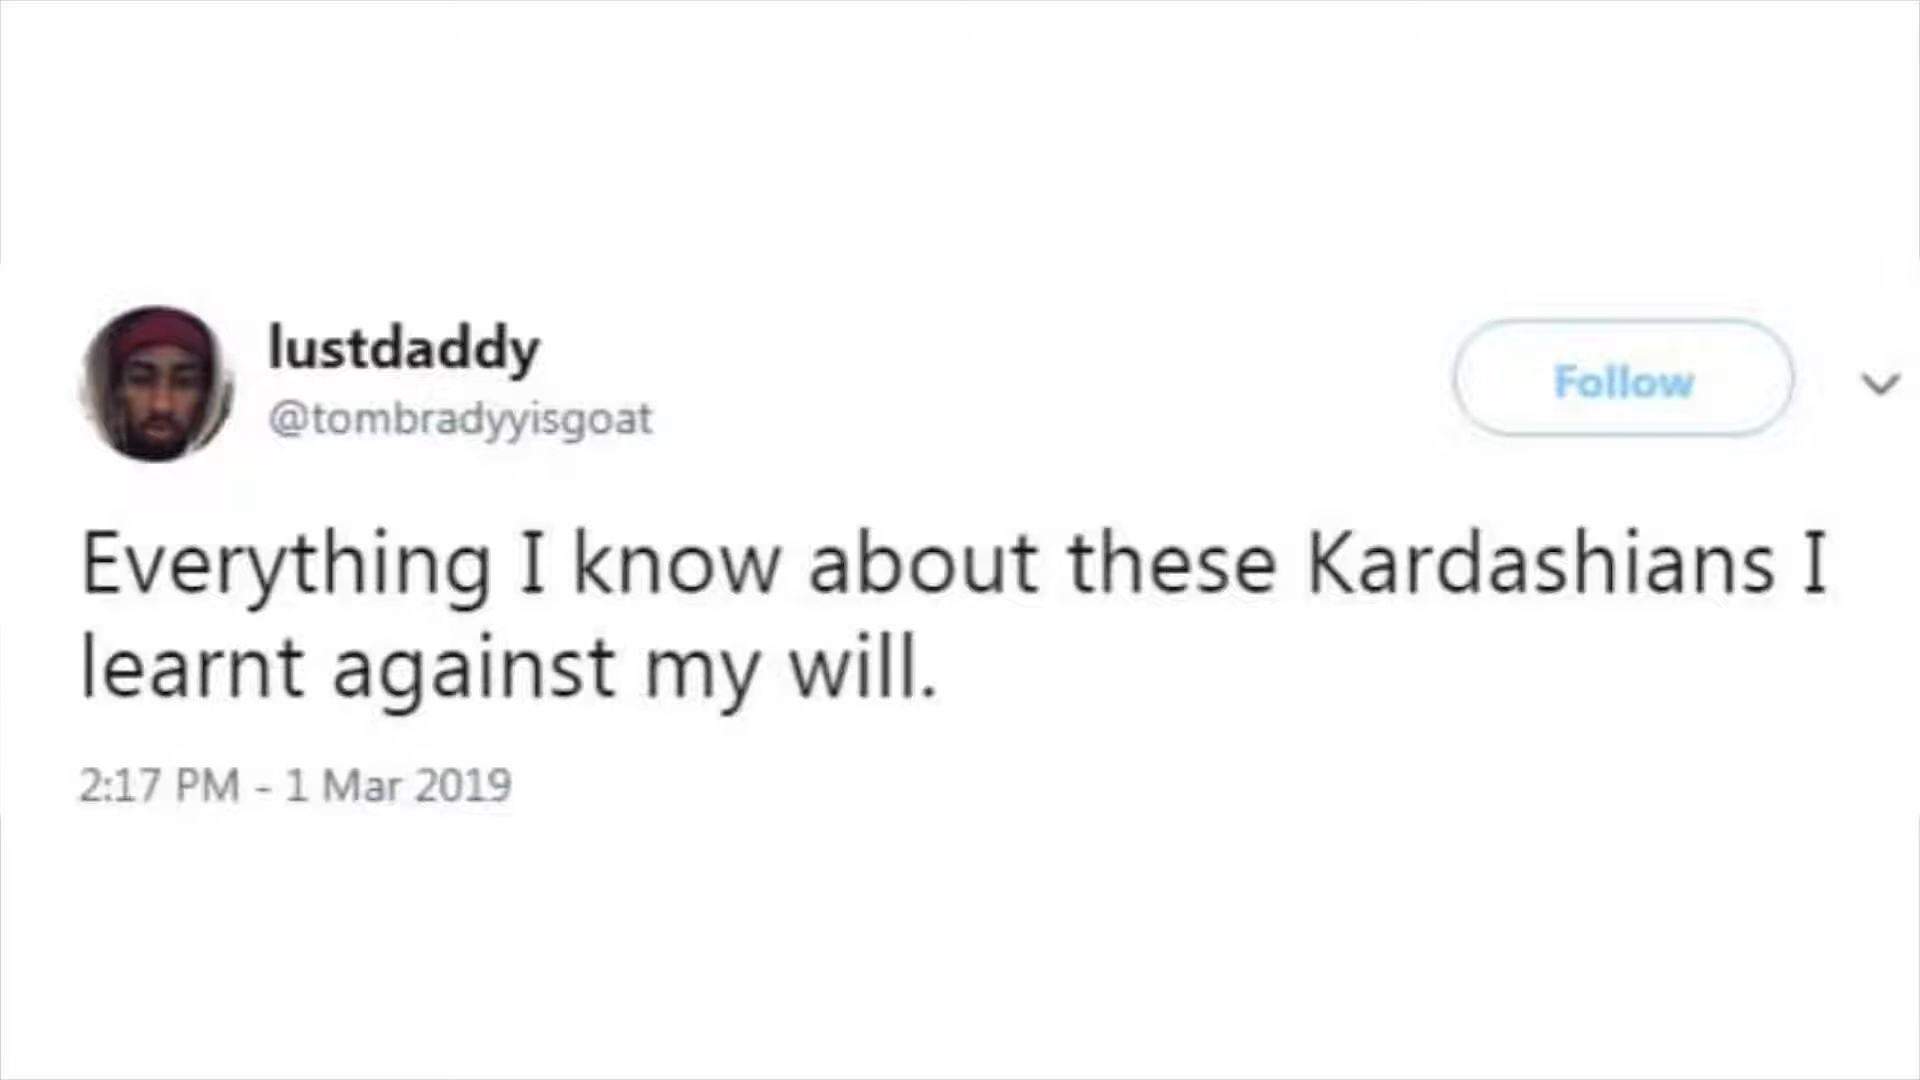 lustdaddy
@tombradyyisgoat
Follow
Everything I know about these Kardashians I
learnt against my will.
2:17 PM - 1 Mar 2019